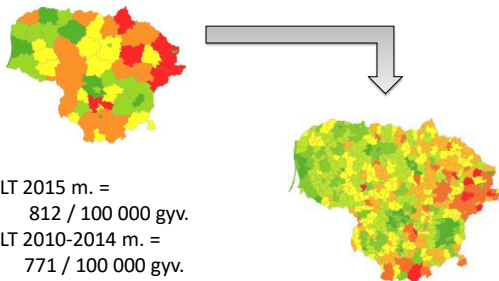 LT 2015 m. =
812 / 100 000 gyv.
LT 2010-2014 m. =
771 / 100 000 gyv.